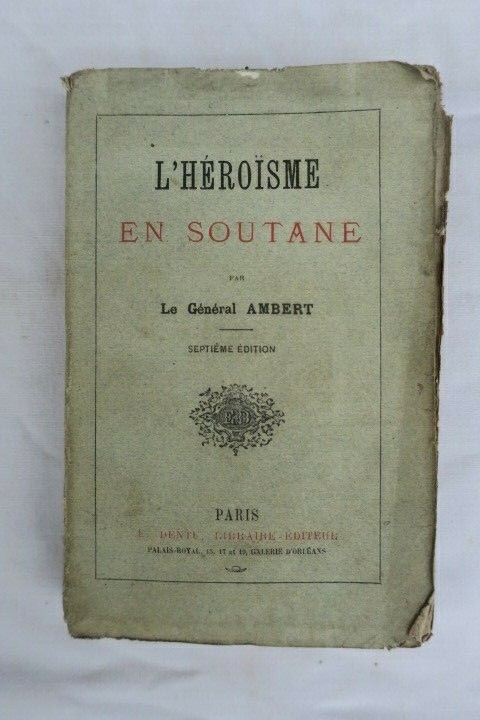 L'HÉROÏSME
EN SOUTANE
PAR
Le Général AMBERT
SEPTIÈME ÉDITION
ED
PARIS
E. DENTU, LIBRAIRE-ÉDITEUR
PALAIS-ROYAL, 15, 17 et 19, GALERIE D'ORLÉANS